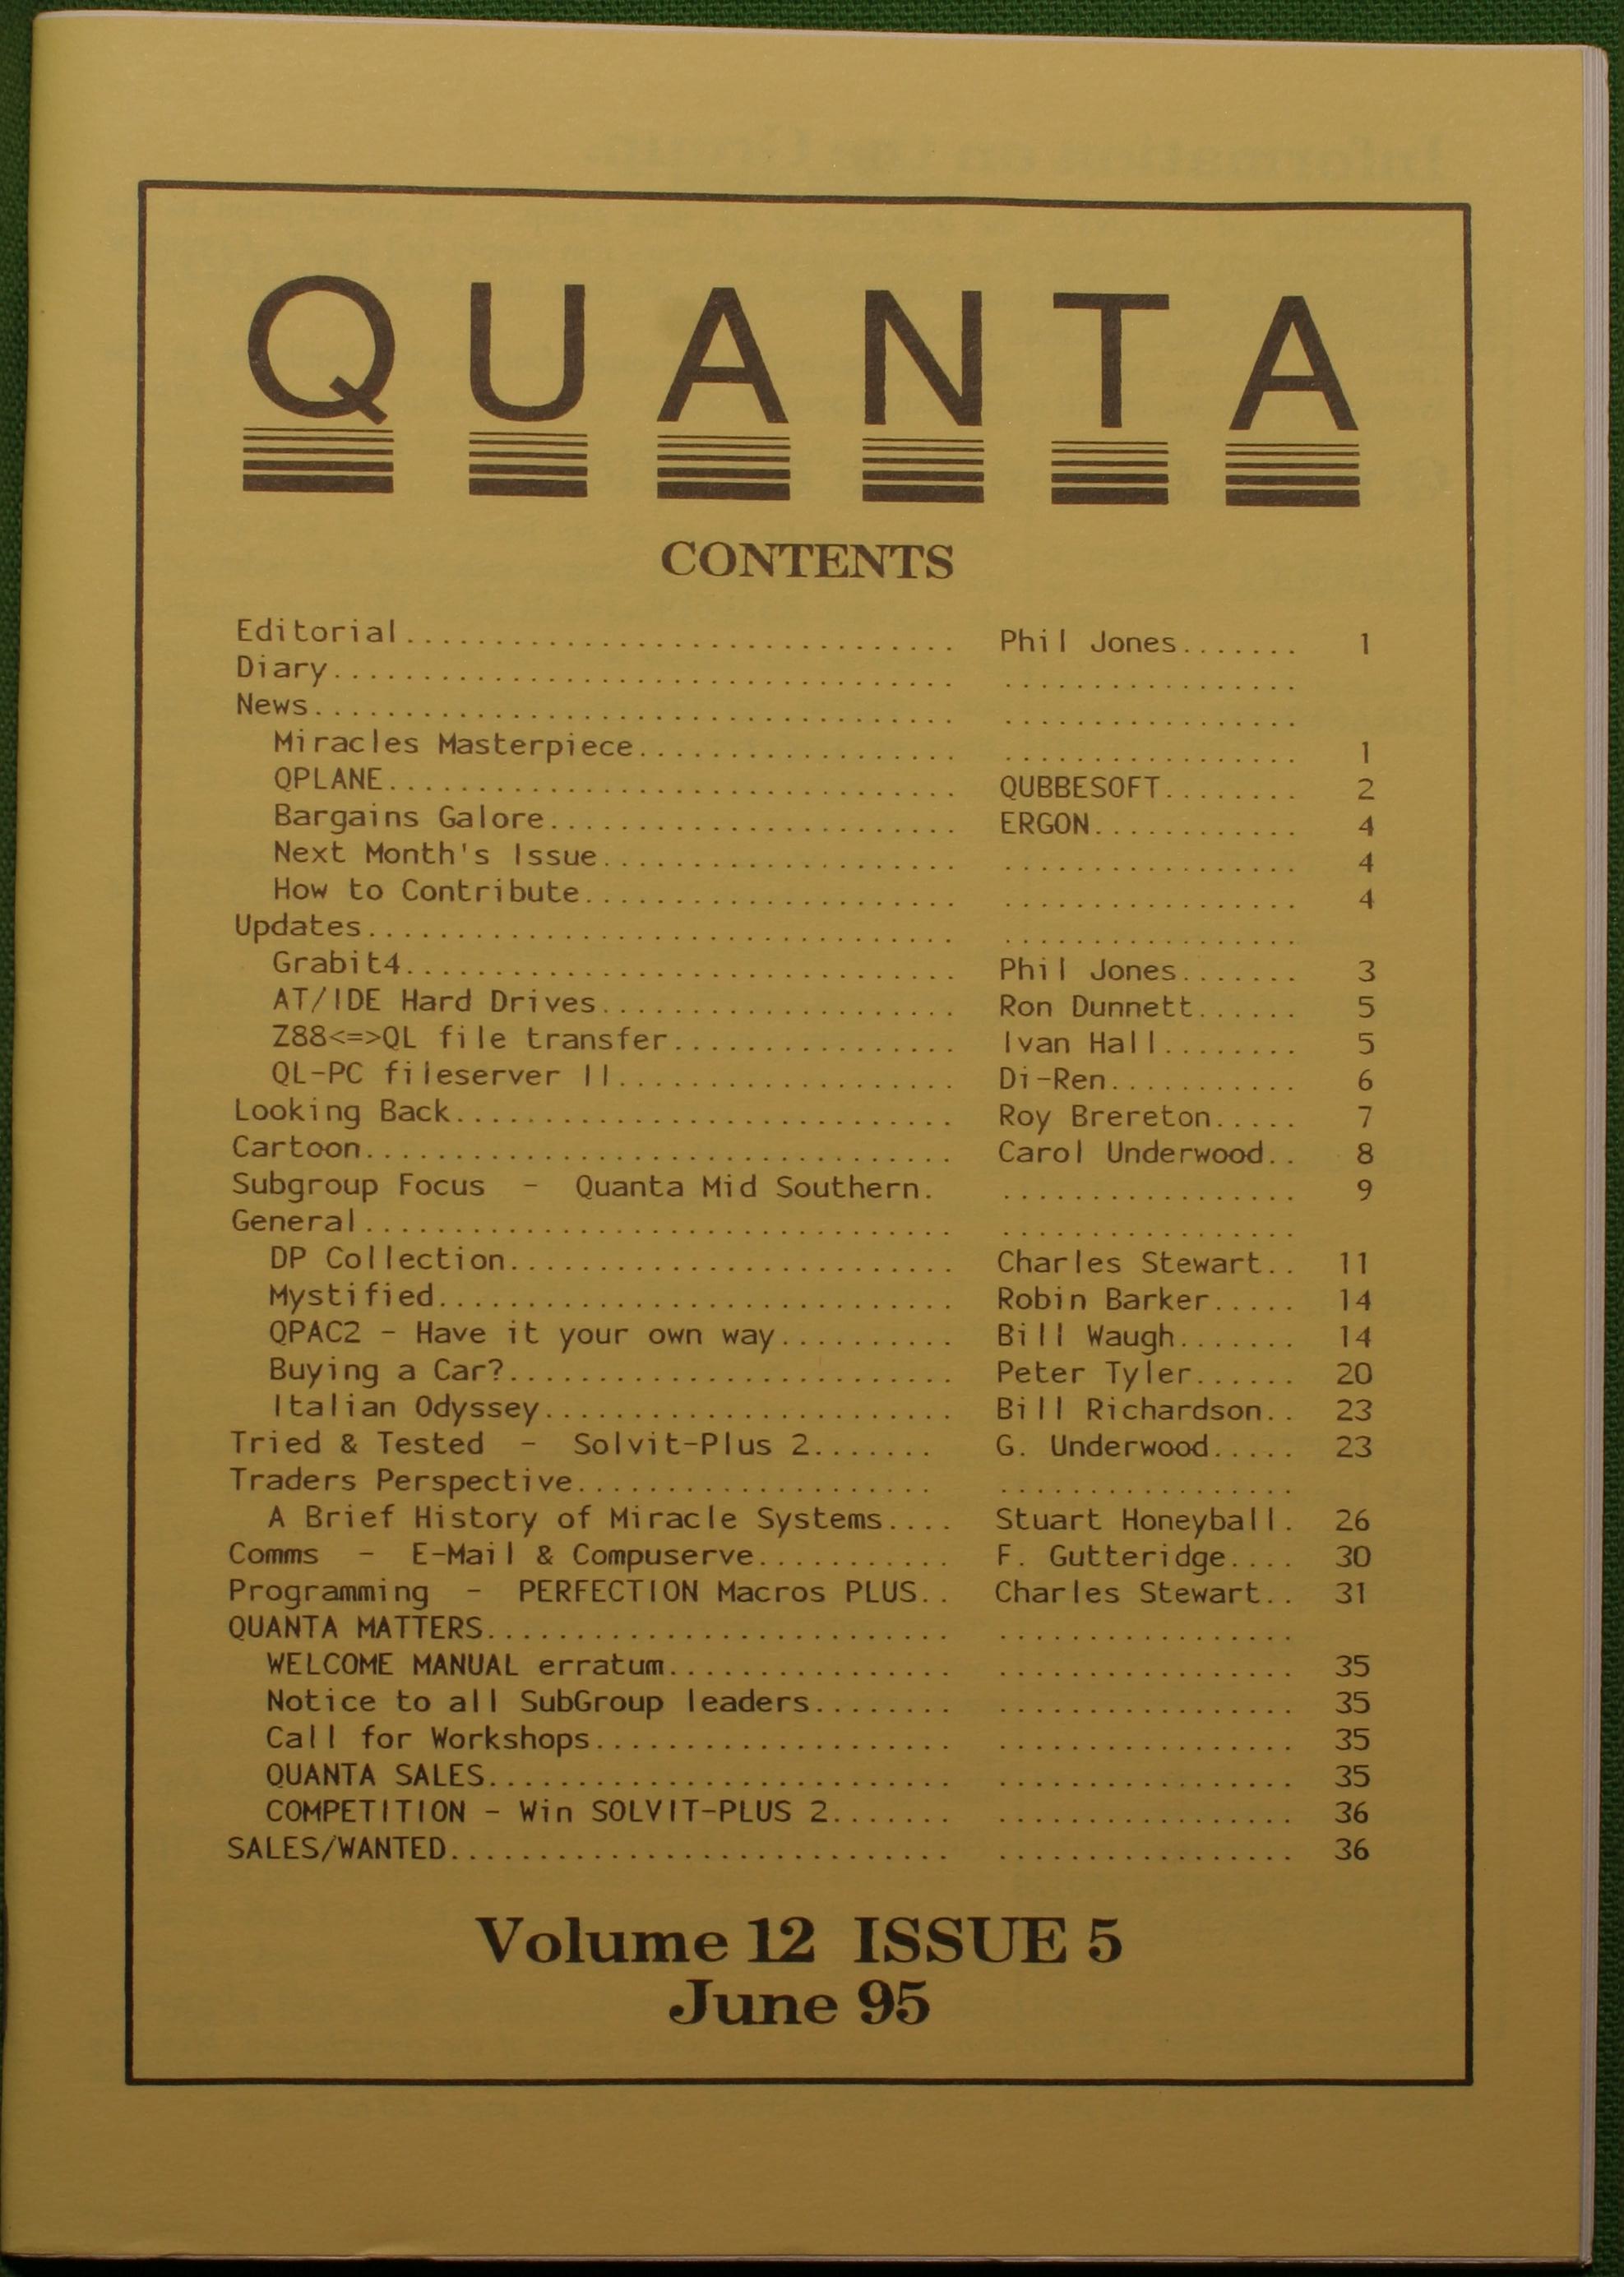 QUANTA
CONTENTS
Editorial............................... Phil Jones....... 1
Diary................................... .................
News.................................... .................
Miracles Masterpiece.................. ................. 1
QPLANE................................ QUBBESOFT........ 2
Bargains Galore....................... ERGON............ 4
Next Month's Issue.................... ................. 4
How to Contribute..................... ................. 4
Updates................................. .................
Grabit4............................... Phil Jones....... 3
AT/IDE Hard Drives.................... Ron Dunnett...... 5
Z88<=>QL file transfer................ Ivan Hall........ 5
QL-PC fileserver II................... Di-Ren........... 6
Looking Back............................ Roy Brereton..... 7
Cartoon................................. Carol Underwood.. 8
Subgroup Focus - Quanta Mid Southern. ................. 9
General................................. .................
DP Collection......................... Charles Stewart.. 11
Mystified............................. Robin Barker..... 14
QPAC2 - Have it your own way.......... Bill Waugh....... 14
Buying a Car?......................... Peter Tyler...... 20
Italian Odyssey....................... Bill Richardson.. 23
Tried & Tested - Solvit-Plus 2....... G. Underwood..... 23
Traders Perspective.................... .................
A Brief History of Miracle Systems.... Stuart Honeyball. 26
Comms - E-Mail & Compuserve........... F. Gutteridge.... 30
Programming - PERFECTION Macros PLUS.. Charles Stewart.. 31
QUANTA MATTERS.......................... .................
WELCOME MANUAL erratum................ ................. 35
Notice to all SubGroup leaders........ ................. 35
Call for Workshops.................... ................. 35
QUANTA SALES.......................... ................. 35
COMPETITION - Win SOLVIT-PLUS 2....... ................. 36
SALES/WANTED............................ ................. 36
Volume 12 ISSUE 5
June 95